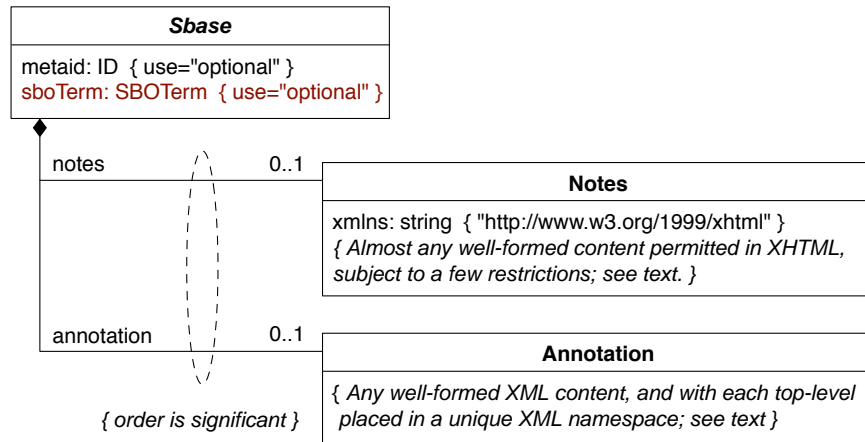 Sbase
metaid: ID { use="optional" }
sboTerm: SBOTerm { use="optional" }
notes
0..1
Notes
xmlns: string { "http://www.w3.org/1999/xhtml" }
{ Almost any well-formed content permitted in XHTML,
subject to a few restrictions; see text. }
annotation
0..1
Annotation
{ Any well-formed XML content, and with each top-level
placed in a unique XML namespace; see text }
{ order is significant }